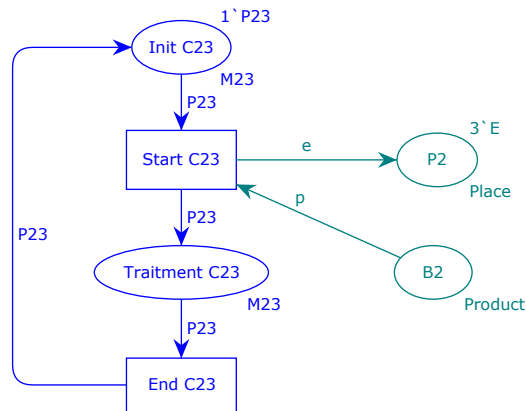 1`P23
Init C23
M23
P23
3`E
Start C23
e
P2
Place
p
P23
P23
Traitment C23
B2
M23
Product
P23
End C23